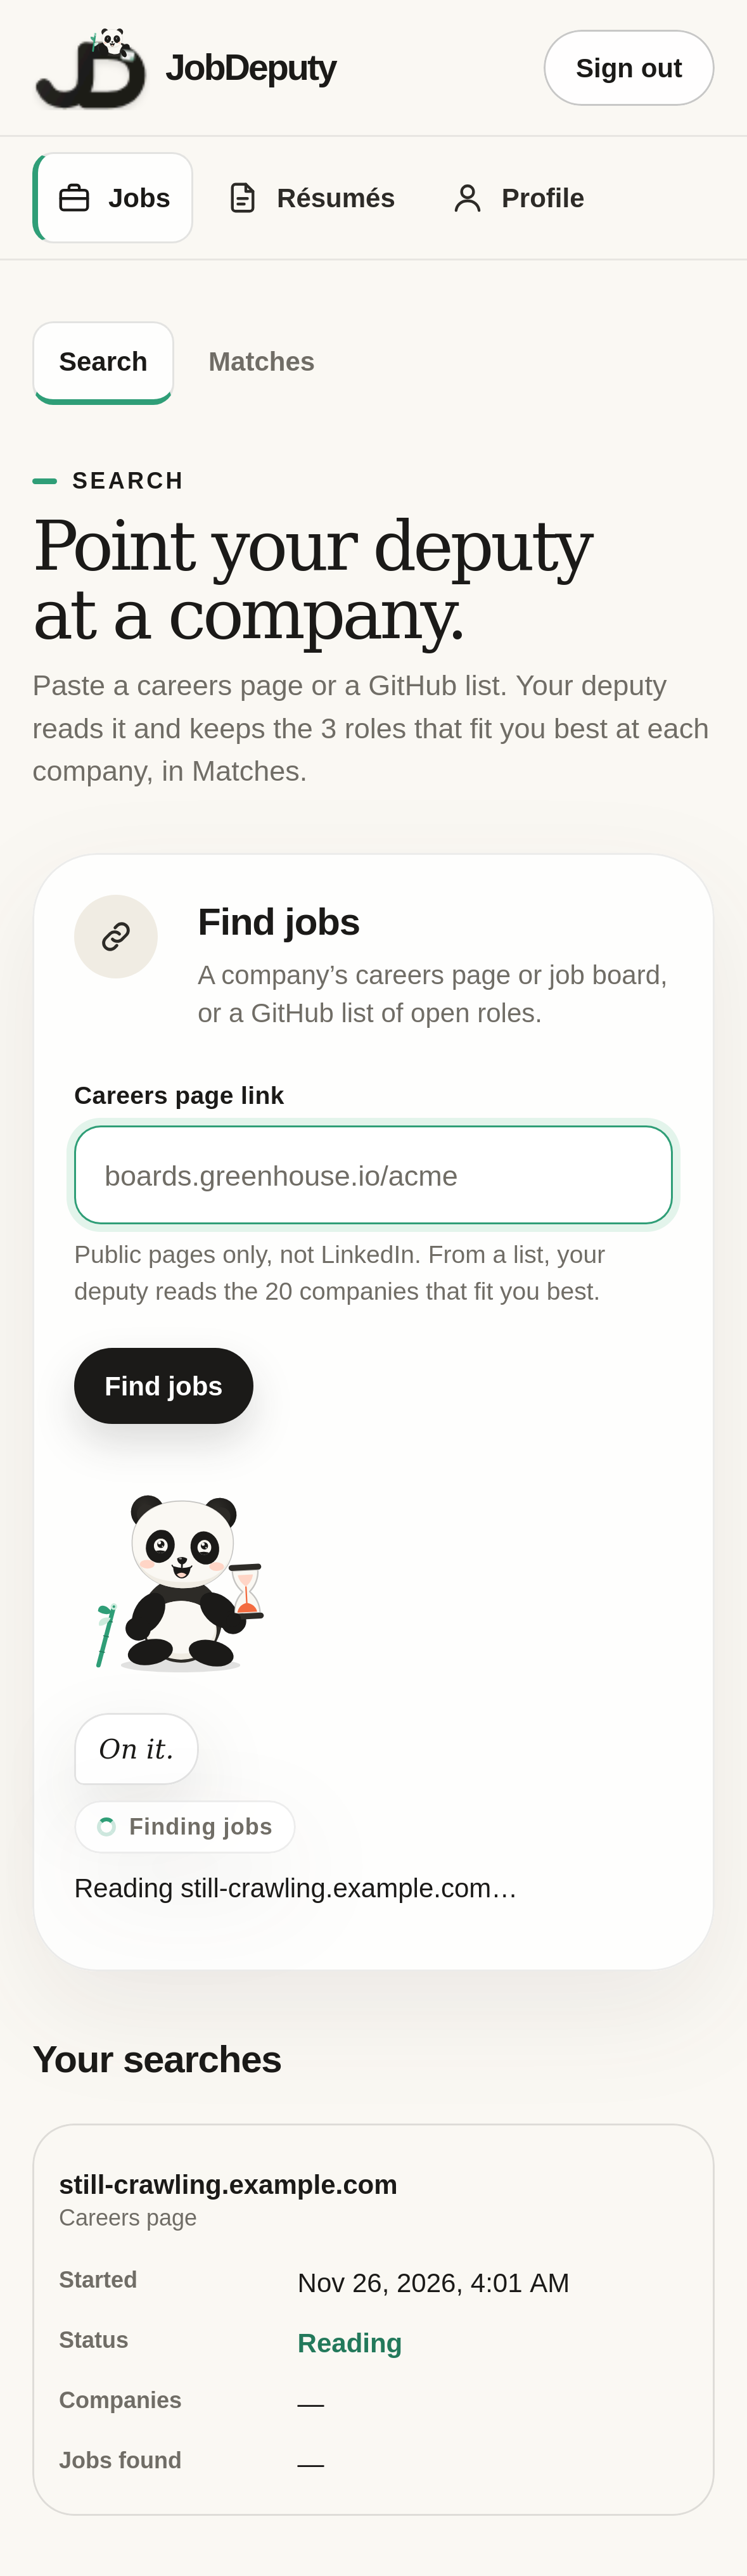 JobDeputy
Sign out
Jobs
Résumés
Profile
Search
Matches
SEARCH
Point your deputy
at a company.
Paste a careers page or a GitHub list. Your deputy
reads it and keeps the 3 roles that fit you best at each
company, in Matches.
Find jobs
A company’s careers page or job board,
or a GitHub list of open roles.
Careers page link
boards.greenhouse.io/acme
Public pages only, not LinkedIn. From a list, your
deputy reads the 20 companies that fit you best.
Find jobs
On it.
Finding jobs
Reading still-crawling.example.com…
Your searches
still-crawling.example.com
Careers page
Started
Nov 26, 2026, 4:01 AM
Status
Reading
Companies
—
Jobs found
—